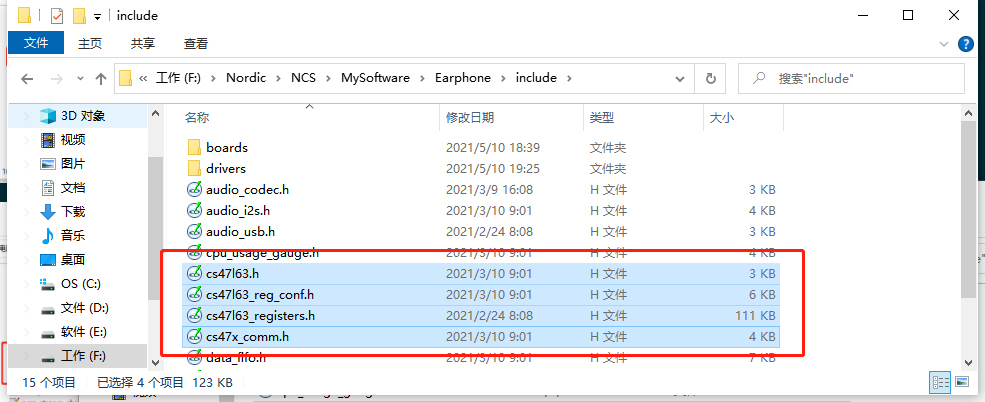 include
文件 主页 共享 查看
« 工作 (F:) > Nordic > NCS > MySoftware > Earphone > include >
搜索"include"
名称 修改日期 类型 大小
3D 对象
视频
图片
文档
下载
音乐
桌面
OS (C:)
文件 (D:)
软件 (E:)
工作 (F:)
boards 2021/5/10 18:39 文件夹
drivers 2021/5/10 19:25 文件夹
audio_codec.h 2021/3/9 16:08 H 文件 3 KB
audio_i2s.h 2021/3/10 9:01 H 文件 4 KB
audio_usb.h 2021/2/24 8:08 H 文件 3 KB
cpu_usage_gauge.h 2021/3/10 9:01 H 文件 4 KB
cs47l63.h 2021/3/10 9:01 H 文件 3 KB
cs47l63_reg_conf.h 2021/3/10 9:01 H 文件 6 KB
cs47l63_registers.h 2021/2/24 8:08 H 文件 111 KB
cs47x_comm.h 2021/3/10 9:01 H 文件 4 KB
data_fifo.h 2021/3/10 9:01 H 文件 7 KB
15 个项目 已选择 4 个项目 123 KB